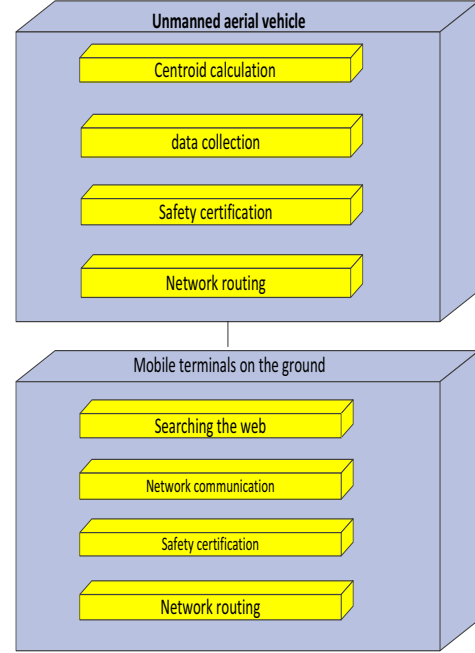 Unmanned aerial vehicle
Centroid calculation
data collection
Safety certification
Network routing
Mobile terminals on the ground
Searching the web
Network communication
Safety certification
Network routing